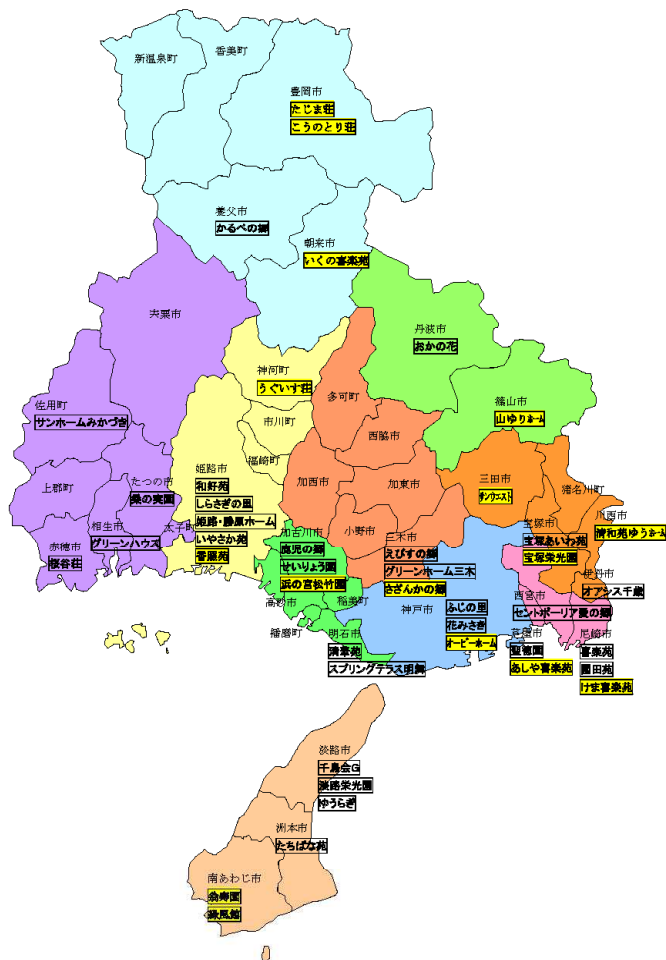 香美町
新温泉町
豊岡市
たじま荘
こうのとり荘
養父市
かるべの郷
朝来市
いくの喜楽苑
宍粟市
丹波市
おかの花
神河町
うぐいす荘
多可町
篠山市
山ゆりホーム
佐用町
サンホームみかづき
市川町
西脇市
福崎町
姫路市
和好苑
しらさぎの里
姫路・勝原ホーム
いやさか苑
香藤苑
加西市
加東市
三田市
サンウエスト
猪名川町
川西市
清和苑ゆうホーム
上郡町
たつの市
桑の実園
相生市
グリーンハウス
太子町
赤穂市
桜谷荘
加古川市
鹿児の郷
せいりょう園
浜の宮松竹園
小野市
三木市
えびすの郷
グリーンホーム三木
さざんかの郷
宝塚市
宝塚あいわ苑
宝塚栄光園
伊丹市
オアシス千歳
西宮市
セントポーリア愛の郷
高砂市
稲美町
播磨町
明石市
清華苑
スプリングテラス明舞
神戸市
ふじの里
花みさき
オービーホーム
芦屋市
聖徳園
あしや喜楽苑
尼崎市
喜楽苑
園田苑
けま喜楽苑
淡路市
千鳥会G
淡路栄光園
ゆうらぎ
洲本市
たちばな苑
南あわじ市
翁寿園
緑風館